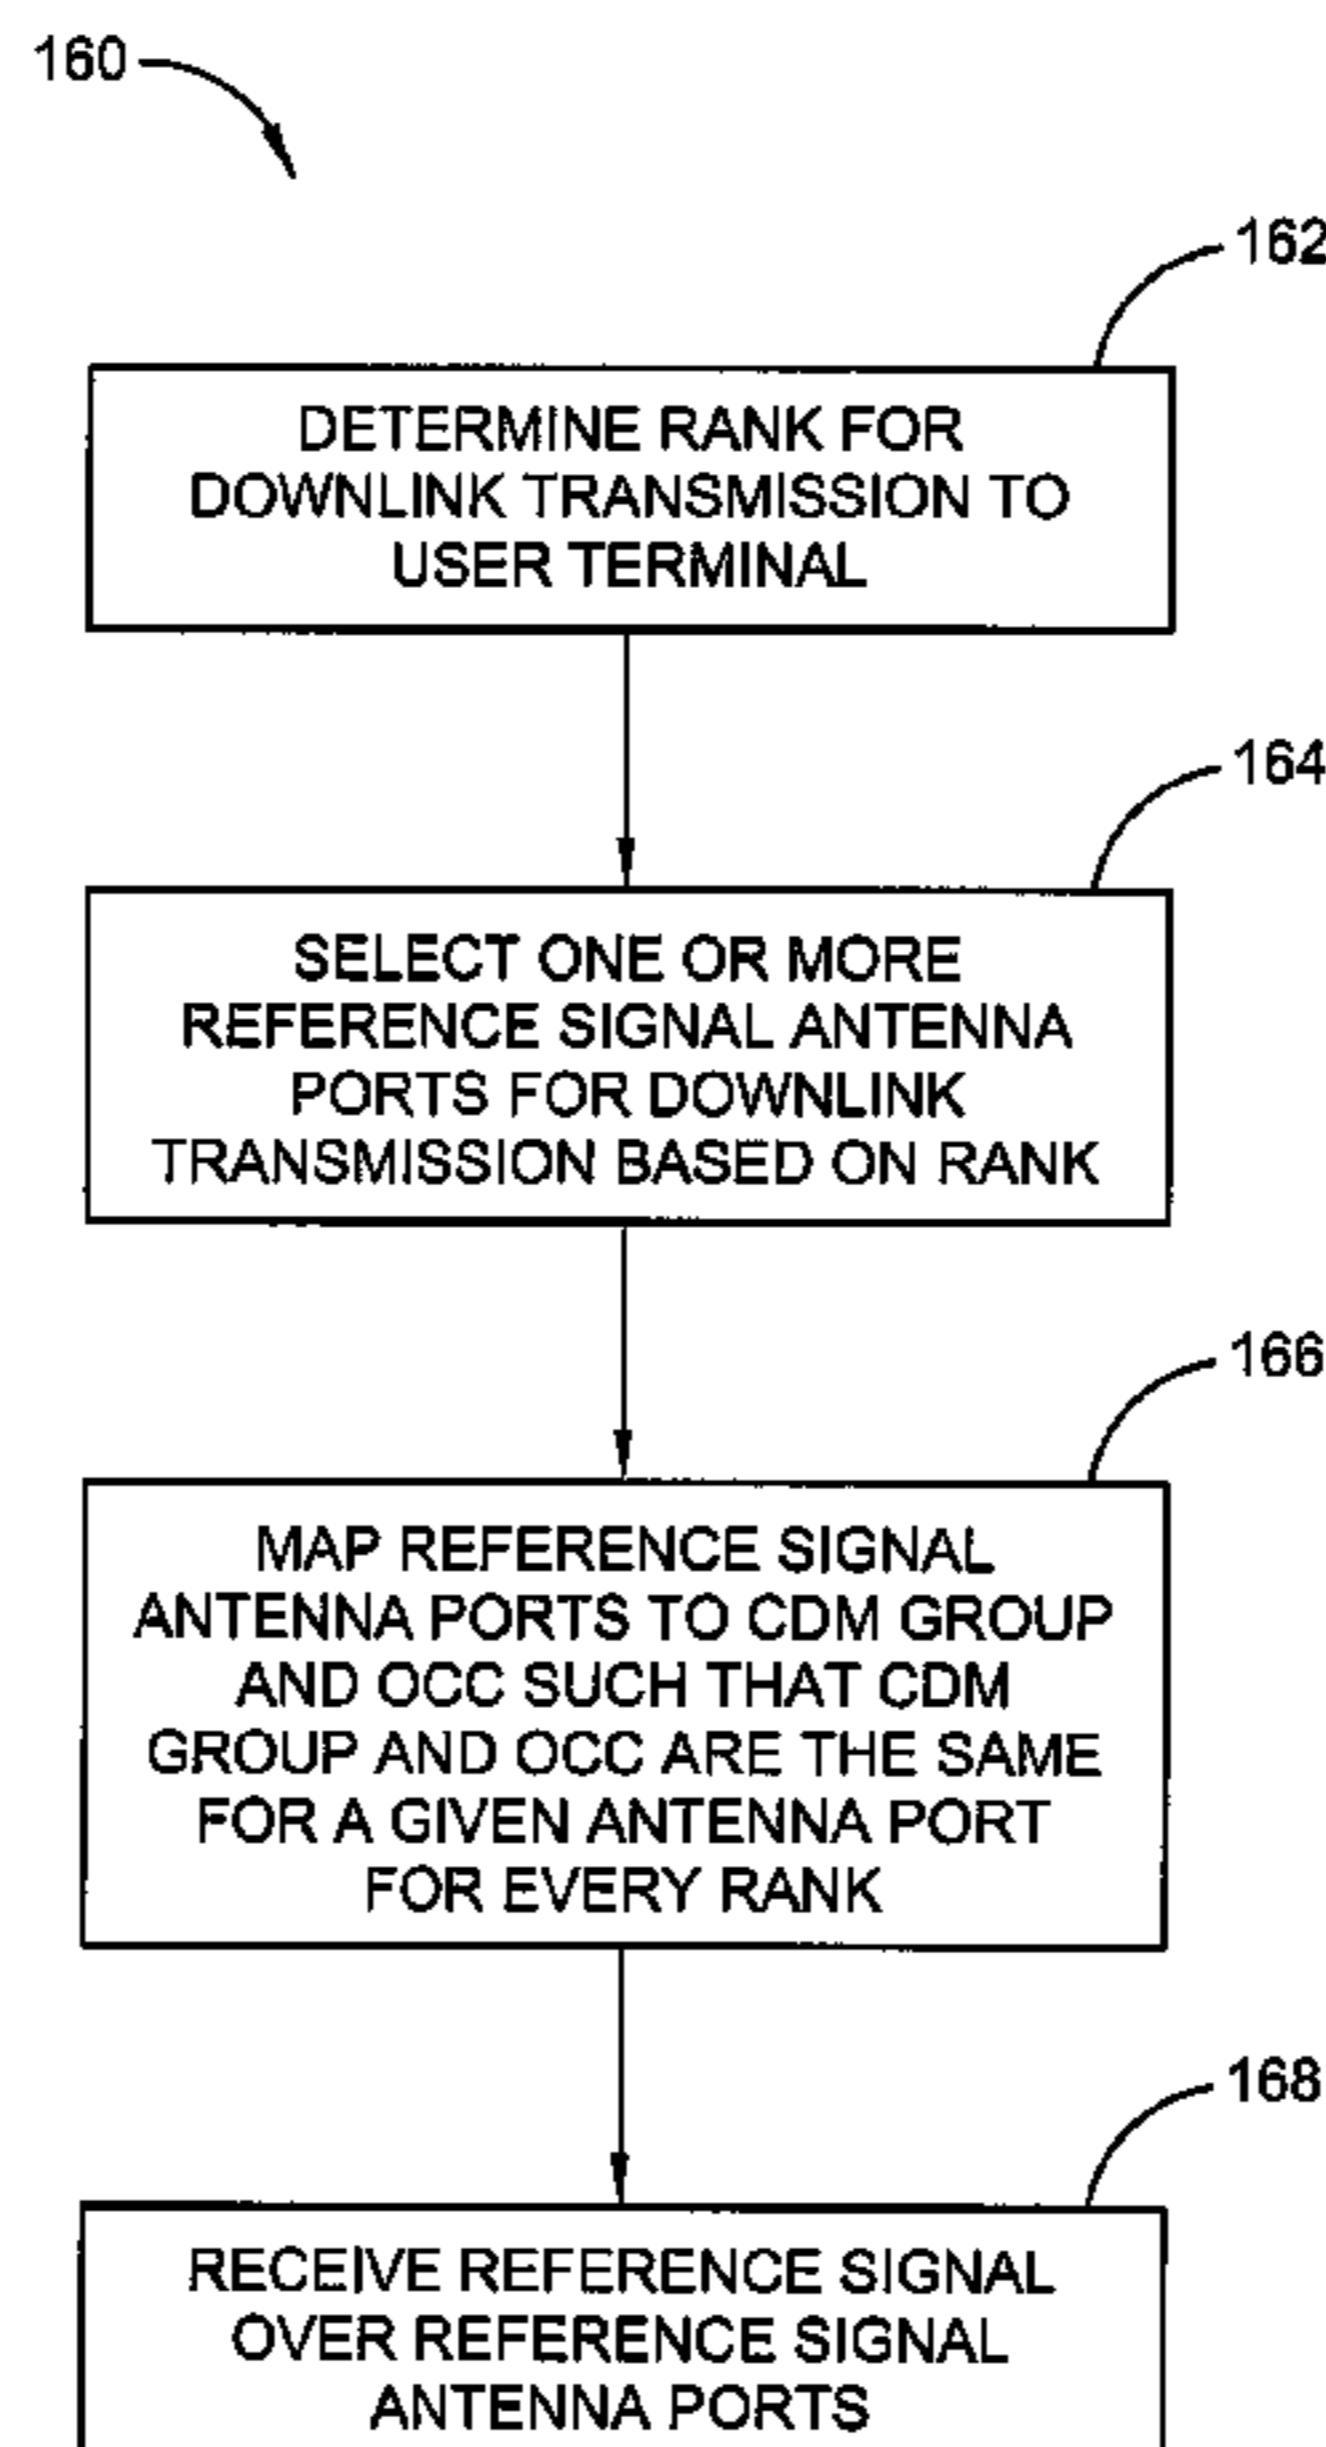 160
162
DETERMINE RANK FOR
DOWNLINK TRANSMISSION TO
USER TERMINAL
164
SELECT ONE OR MORE
REFERENCE SIGNAL ANTENNA
PORTS FOR DOWNLINK
TRANSMISSION BASED ON RANK
166
MAP REFERENCE SIGNAL
ANTENNA PORTS TO CDM GROUP
AND OCC SUCH THAT CDM
GROUP AND OCC ARE THE SAME
FOR A GIVEN ANTENNA PORT
FOR EVERY RANK
168
RECEIVE REFERENCE SIGNAL
OVER REFERENCE SIGNAL
ANTENNA PORTS